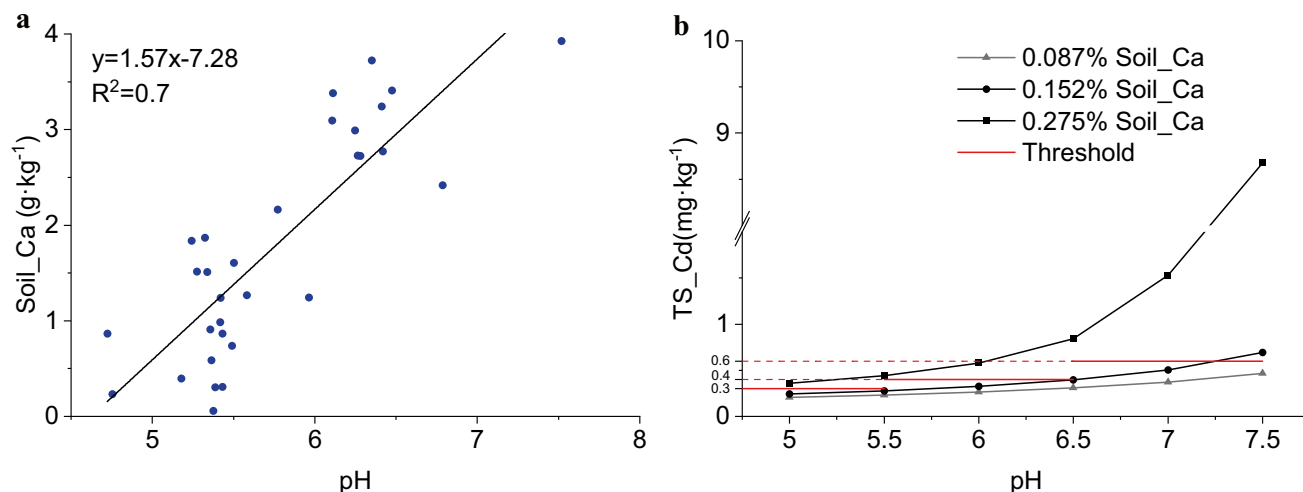 a
y=1.57x-7.28
R²=0.7
Soil_Ca (g·kg⁻¹)
4
3
2
1
0
5 6 7 8
pH
b
0.087% Soil_Ca
0.152% Soil_Ca
0.275% Soil_Ca
Threshold
TS_Cd(mg·kg⁻¹)
10
8
1
0.6
0.4
0.3
0
5 5.5 6 6.5 7 7.5
pH